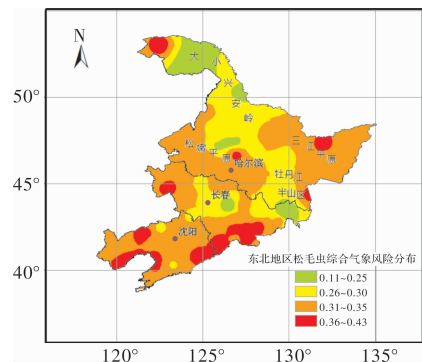 N
50°
45°
40°
大小兴安岭
松嫩平原
三江平原
哈尔滨
牡丹江
半山区
长春
沈阳
东北地区松毛虫综合气象风险分布
0.11~0.25
0.26~0.30
0.31~0.35
0.36~0.43
120° 125° 130° 135°